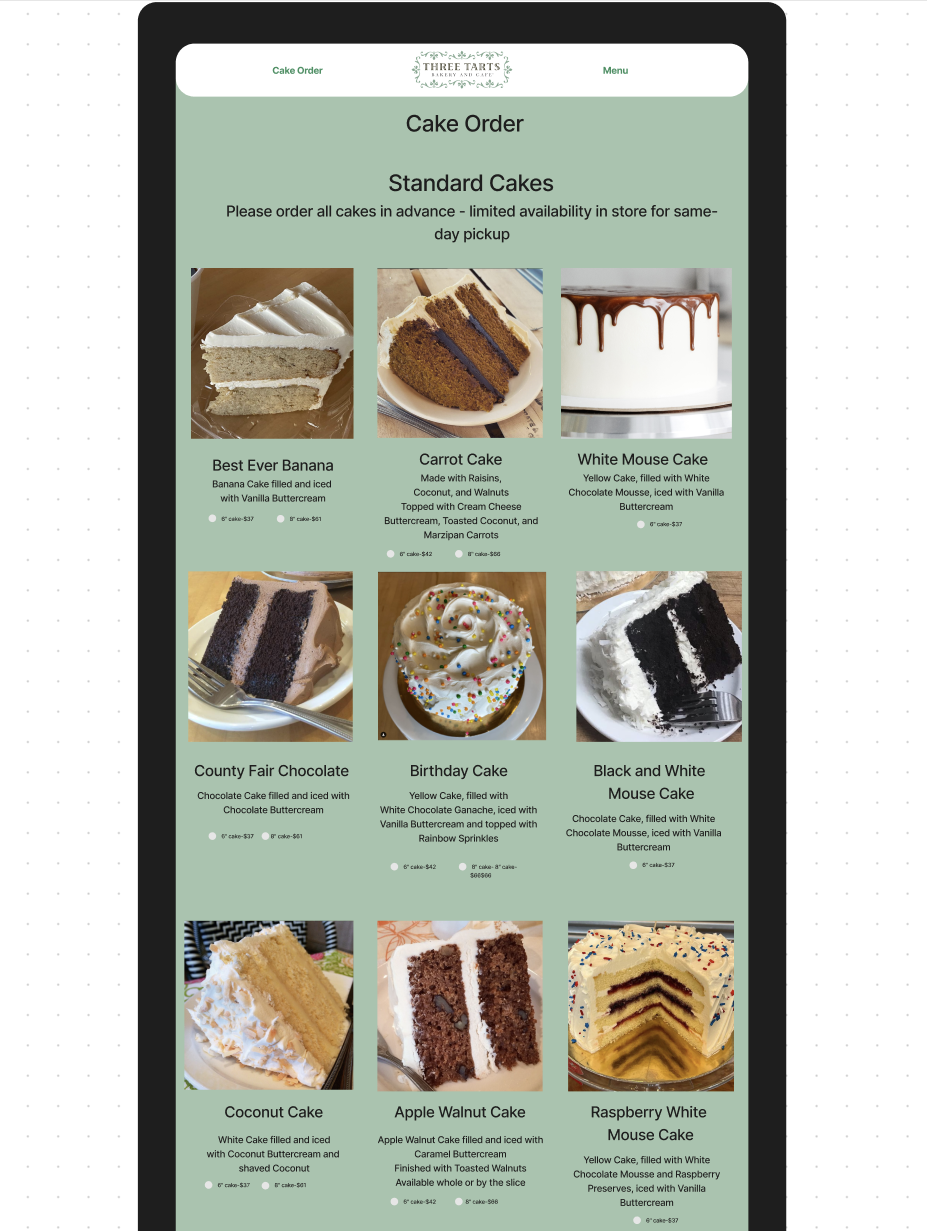 Cake Order
THREE TARTS
BAKERY AND CAFE
Menu
Cake Order
Standard Cakes
Please order all cakes in advance - limited availability in store for same-
day pickup
Best Ever Banana
Banana Cake filled and iced
with Vanilla Buttercream
6" cake-$37
8" cake-$61
Carrot Cake
Made with Raisins,
Coconut, and Walnuts
Topped with Cream Cheese
Buttercream, Toasted Coconut, and
Marzipan Carrots
6" cake-$42
8" cake-$66
White Mouse Cake
Yellow Cake, filled with White
Chocolate Mousse, iced with Vanilla
Buttercream
6" cake-$37
County Fair Chocolate
Chocolate Cake filled and iced with
Chocolate Buttercream
6" cake-$37
8" cake-$61
Birthday Cake
Yellow Cake, filled with
White Chocolate Ganache, iced with
Vanilla Buttercream and topped with
Rainbow Sprinkles
6" cake-$42
8" cake- 8" cake-
$66$66
Black and White
Mouse Cake
Chocolate Cake, filled with White
Chocolate Mousse, iced with Vanilla
Buttercream
6" cake-$37
Coconut Cake
White Cake filled and iced
with Coconut Buttercream and
shaved Coconut
6" cake-$37
8" cake-$61
Apple Walnut Cake
Apple Walnut Cake filled and iced with
Caramel Buttercream
Finished with Toasted Walnuts
Available whole or by the slice
6" cake-$42
8" cake-$66
Raspberry White
Mouse Cake
Yellow Cake, filled with White
Chocolate Mousse and Raspberry
Preserves, iced with Vanilla
Buttercream
6" cake-$37